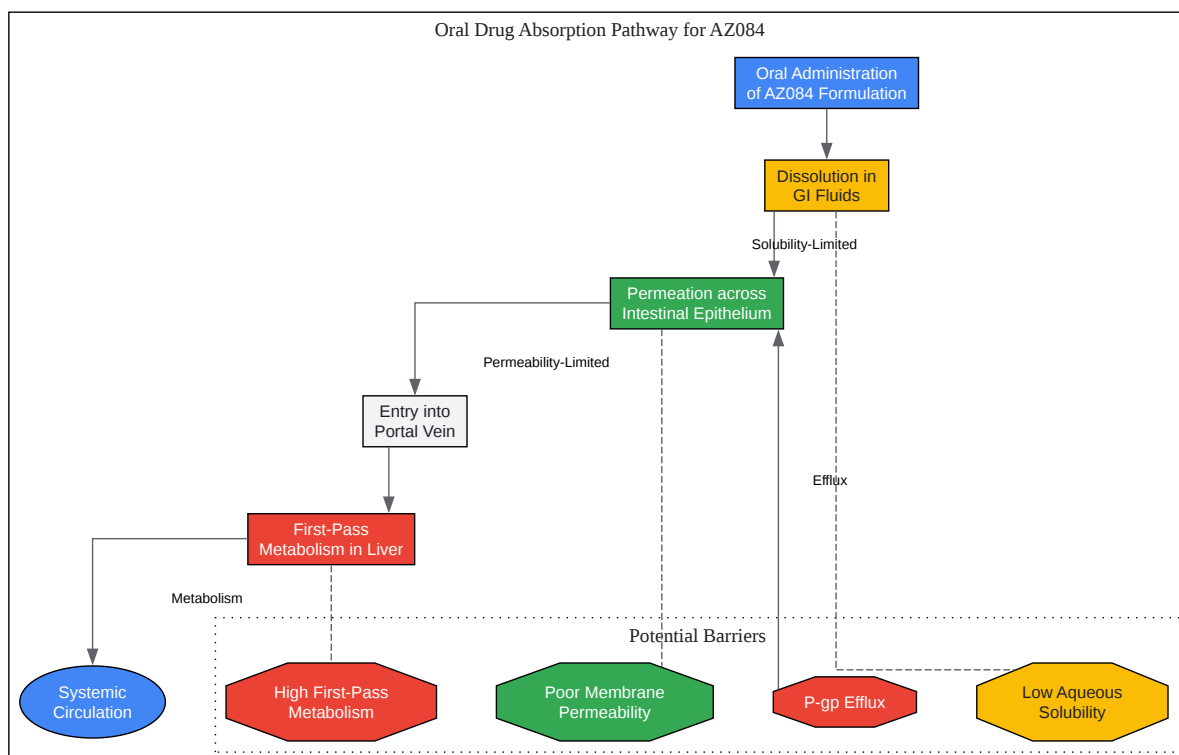 Oral Drug Absorption Pathway for AZ084
Oral Administration
of AZ084 Formulation
Dissolution in
GI Fluids
Solubility-Limited
Permeation across
Intestinal Epithelium
Permeability-Limited
Entry into
Portal Vein
Efflux
First-Pass
Metabolism in Liver
Metabolism
Potential Barriers
Systemic
Circulation
High First-Pass
Metabolism
Poor Membrane
Permeability
P-gp Efflux
Low Aqueous
Solubility